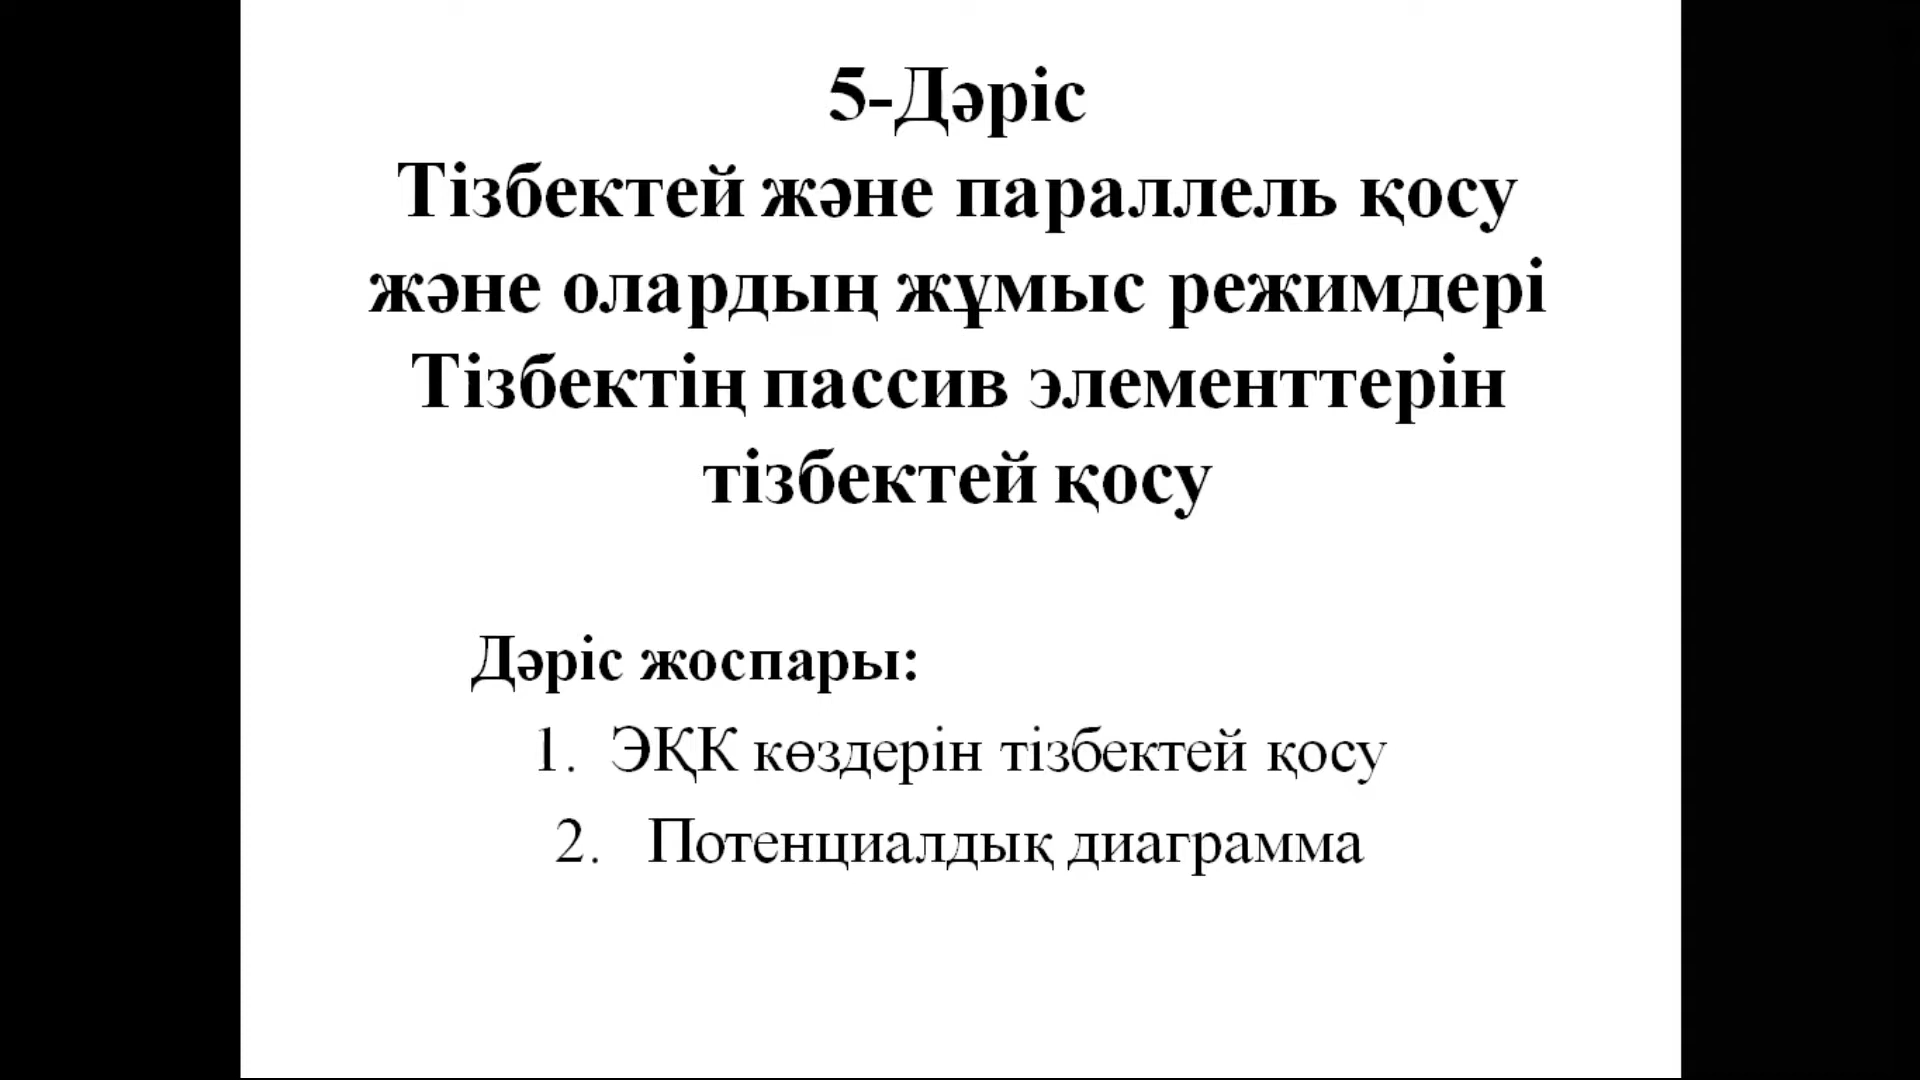 5-Дәріс
Тізбектей және параллель қосу
және олардың жұмыс режимдері
Тізбектің пассив элементтерін
тізбектей қосу
Дәріс жоспары:
1. ЭҚК көздерін тізбектей қосу
2. Потенциалдық диаграмма